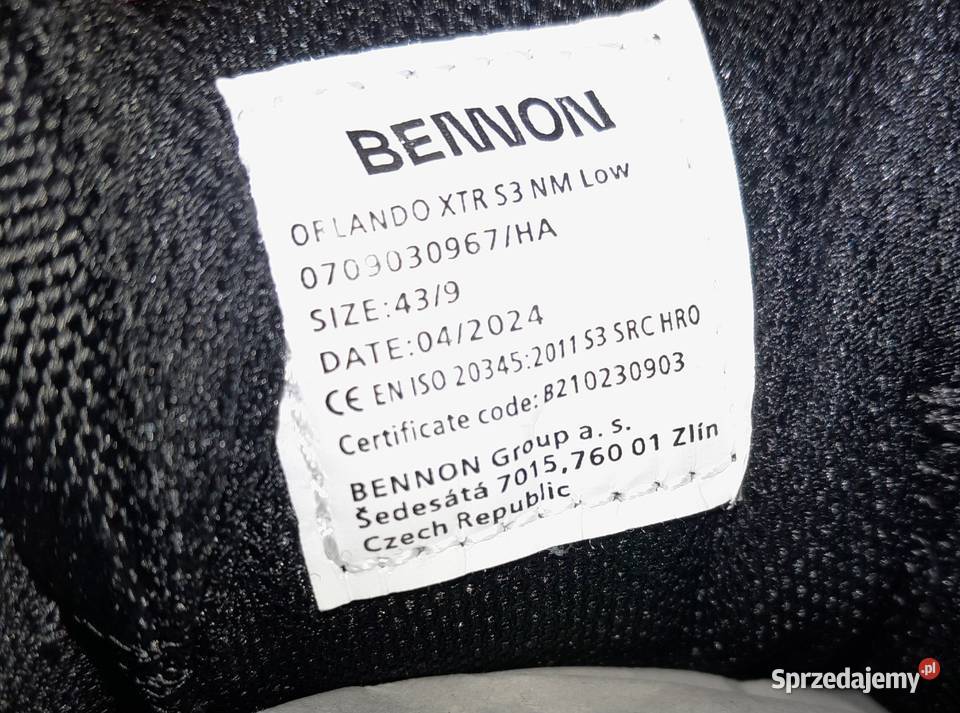 BENNON
ORLANDO XTR S3 NM Low
0709030967/HA
SIZE:43/9
DATE:04/2024
CE EN ISO 20345:2011 S3 SRC HRO
Certificate code: B210230903
BENNON Group a. s.
Šedesátá 7015,760 01 Zlín
Czech Republic
Sprzedajemy.pl